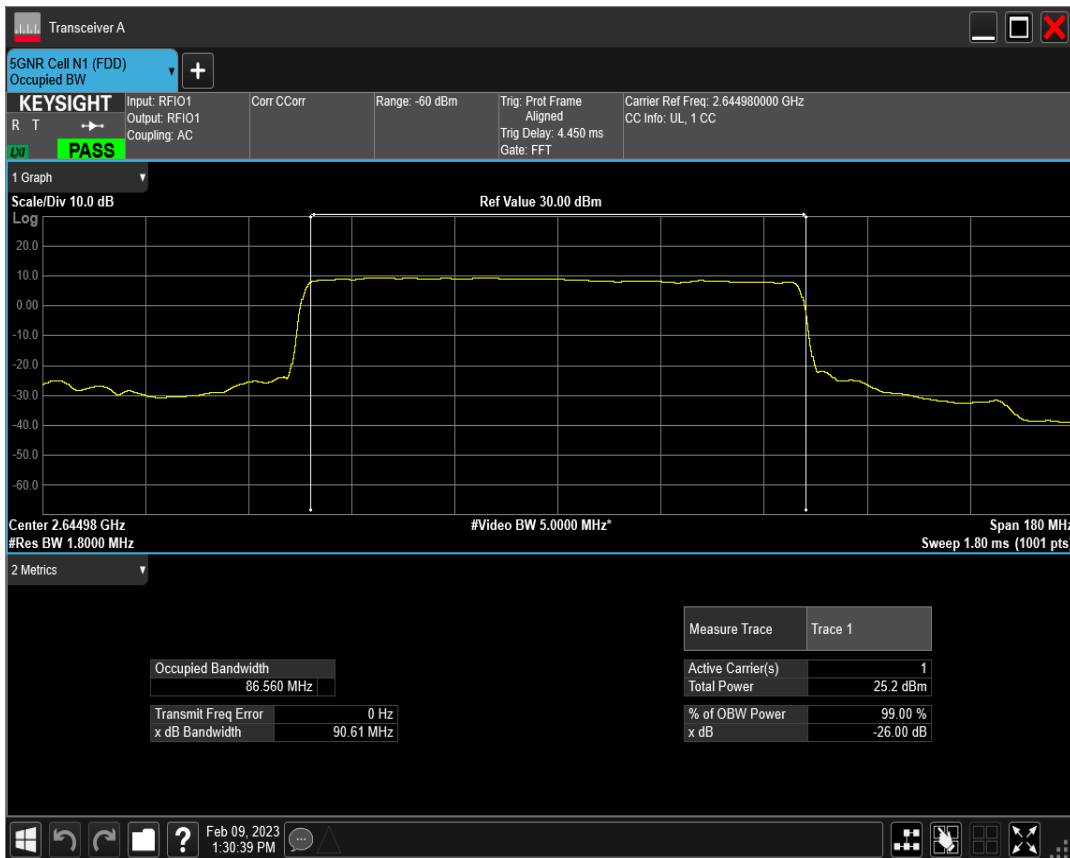 Transceiver A
5GNR Cell N1 (FDD)
Occupied BW
KEYSIGHT
R T
LXI
PASS
Input: RFIO1
Output: RFIO1
Coupling: AC
Corr CCorr
Range: -60 dBm
Trig: Prot Frame
Aligned
Trig Delay: 4.450 ms
Gate: FFT
Carrier Ref Freq: 2.644980000 GHz
CC Info: UL, 1 CC
1 Graph
Scale/Div 10.0 dB
Ref Value 30.00 dBm
Log
20.0
10.0
0.00
-10.0
-20.0
-30.0
-40.0
-50.0
-60.0
Center 2.64498 GHz
#Video BW 5.0000 MHz*
Span 180 MHz
#Res BW 1.8000 MHz
Sweep 1.80 ms (1001 pts)
2 Metrics
Measure Trace Trace 1
Occupied Bandwidth
86.560 MHz
Active Carrier(s) 1
Total Power 25.2 dBm
Transmit Freq Error 0 Hz
x dB Bandwidth 90.61 MHz
% of OBW Power 99.00 %
x dB -26.00 dB
?
Feb 09, 2023
1:30:39 PM